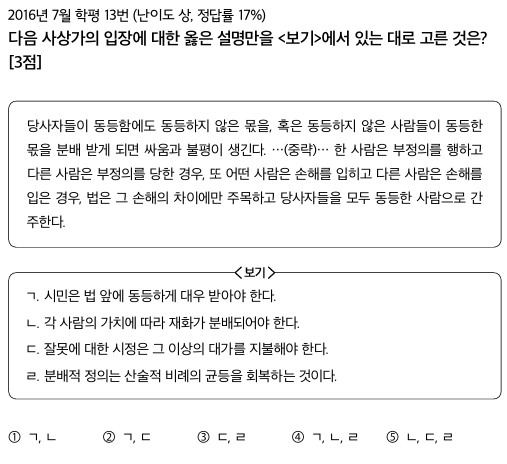 2016년 7월 학평 13번 (난이도 상, 정답률 17%)
다음 사상가의 입장에 대한 옳은 설명만을 <보기>에서 있는 대로 고른 것은?
[3점]
당사자들이 동등함에도 동등하지 않은 몫을, 혹은 동등하지 않은 사람들이 동등한
몫을 분배 받게 되면 싸움과 불평이 생긴다. …(중략)… 한 사람은 부정의를 행하고
다른 사람은 부정의를 당한 경우, 또 어떤 사람은 손해를 입히고 다른 사람은 손해를
입은 경우, 법은 그 손해의 차이에만 주목하고 당사자들을 모두 동등한 사람으로 간
주한다.
<보기>
ㄱ. 시민은 법 앞에 동등하게 대우 받아야 한다.
ㄴ. 각 사람의 가치에 따라 재화가 분배되어야 한다.
ㄷ. 잘못에 대한 시정은 그 이상의 대가를 지불해야 한다.
ㄹ. 분배적 정의는 산술적 비례의 균등을 회복하는 것이다.
① ㄱ, ㄴ ② ㄱ, ㄷ ③ ㄷ, ㄹ ④ ㄱ, ㄴ, ㄹ ⑤ ㄴ, ㄷ, ㄹ